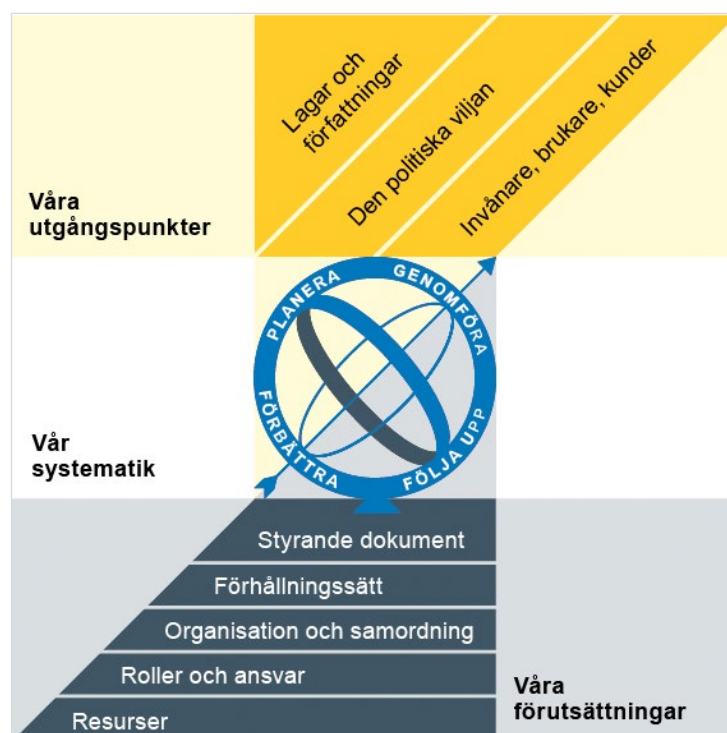 Lagar och
författningar
Den politiska viljan
Invånare, brukare, kunder
Våra
utgångspunkter
PLANERA
GENOMFÖRA
FÖRBÄTTRA
FÖLJA UPP
Vår
systematik
Styrande dokument
Förhållningssätt
Organisation och samordning
Roller och ansvar
Resurser
Våra
förutsättningar